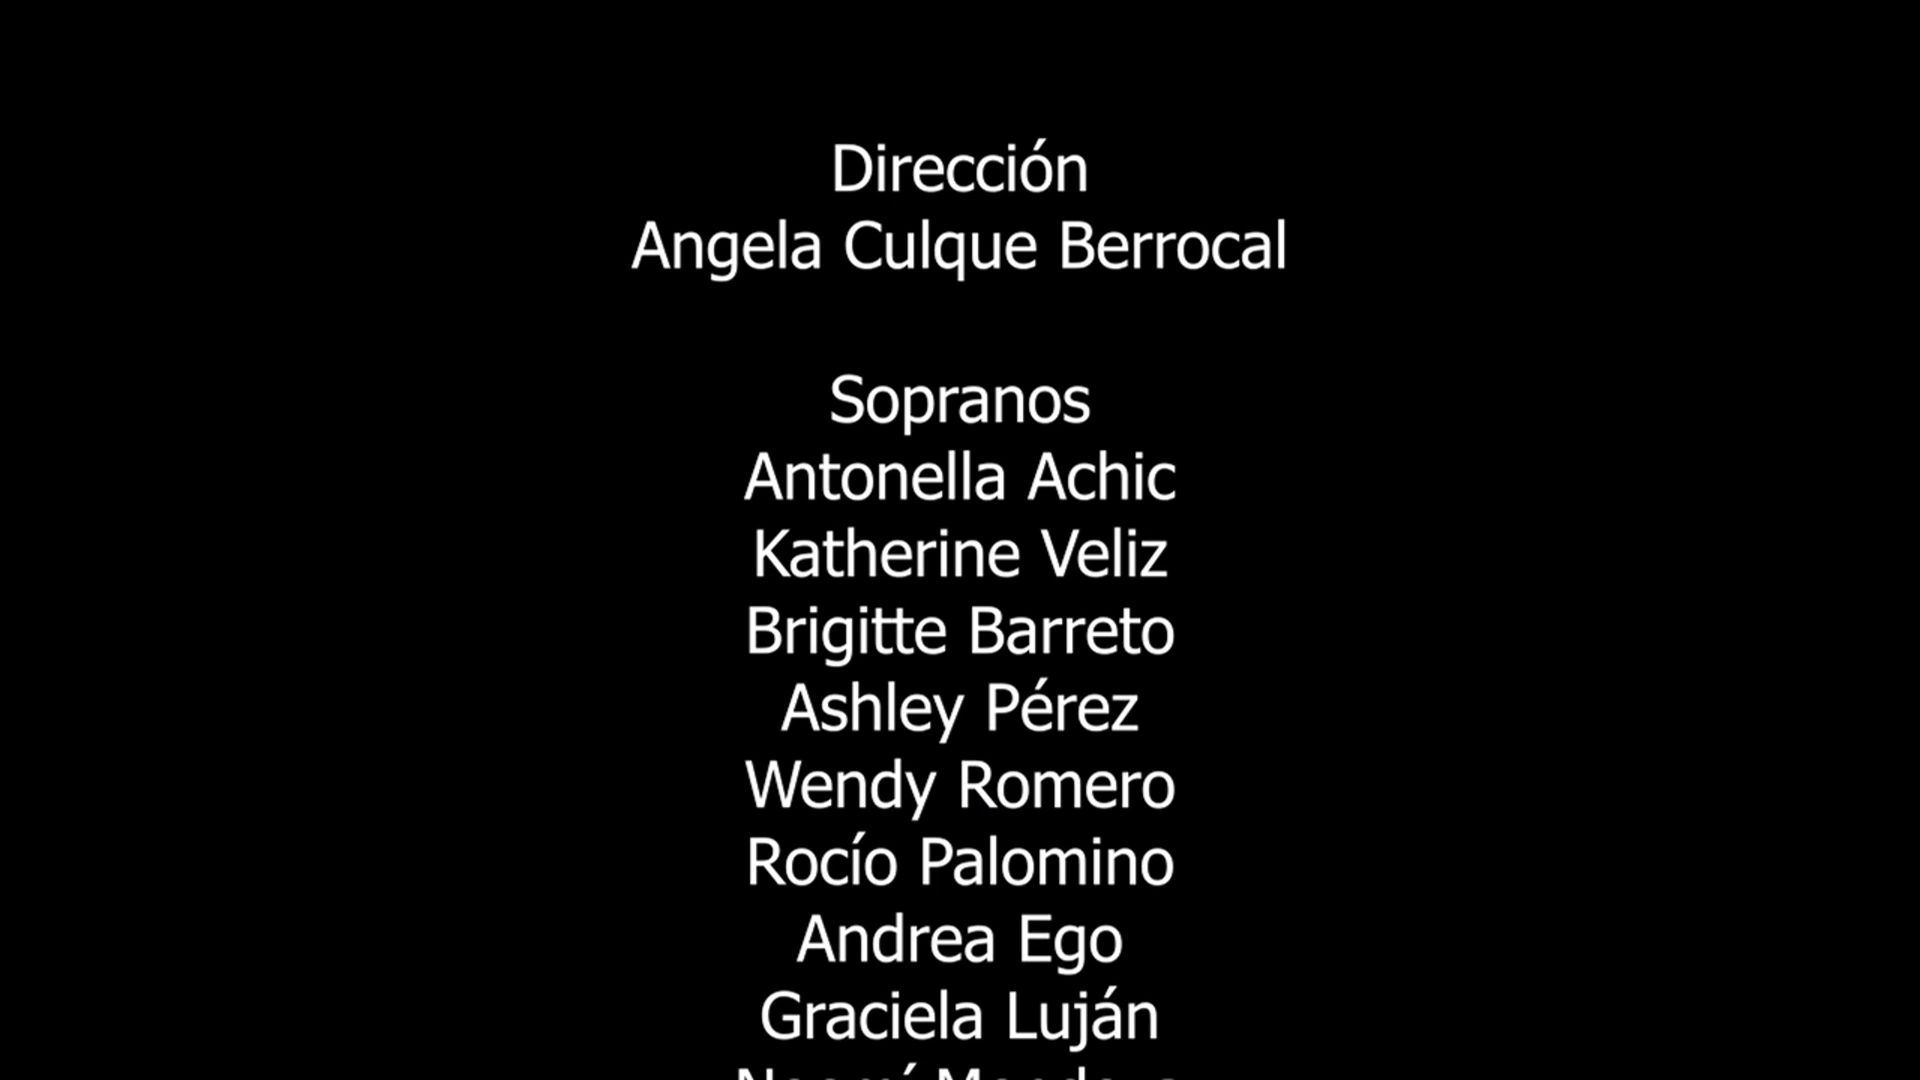 Dirección
Angela Culque Berrocal
Sopranos
Antonella Achic
Katherine Veliz
Brigitte Barreto
Ashley Pérez
Wendy Romero
Rocío Palomino
Andrea Ego
Graciela Luján